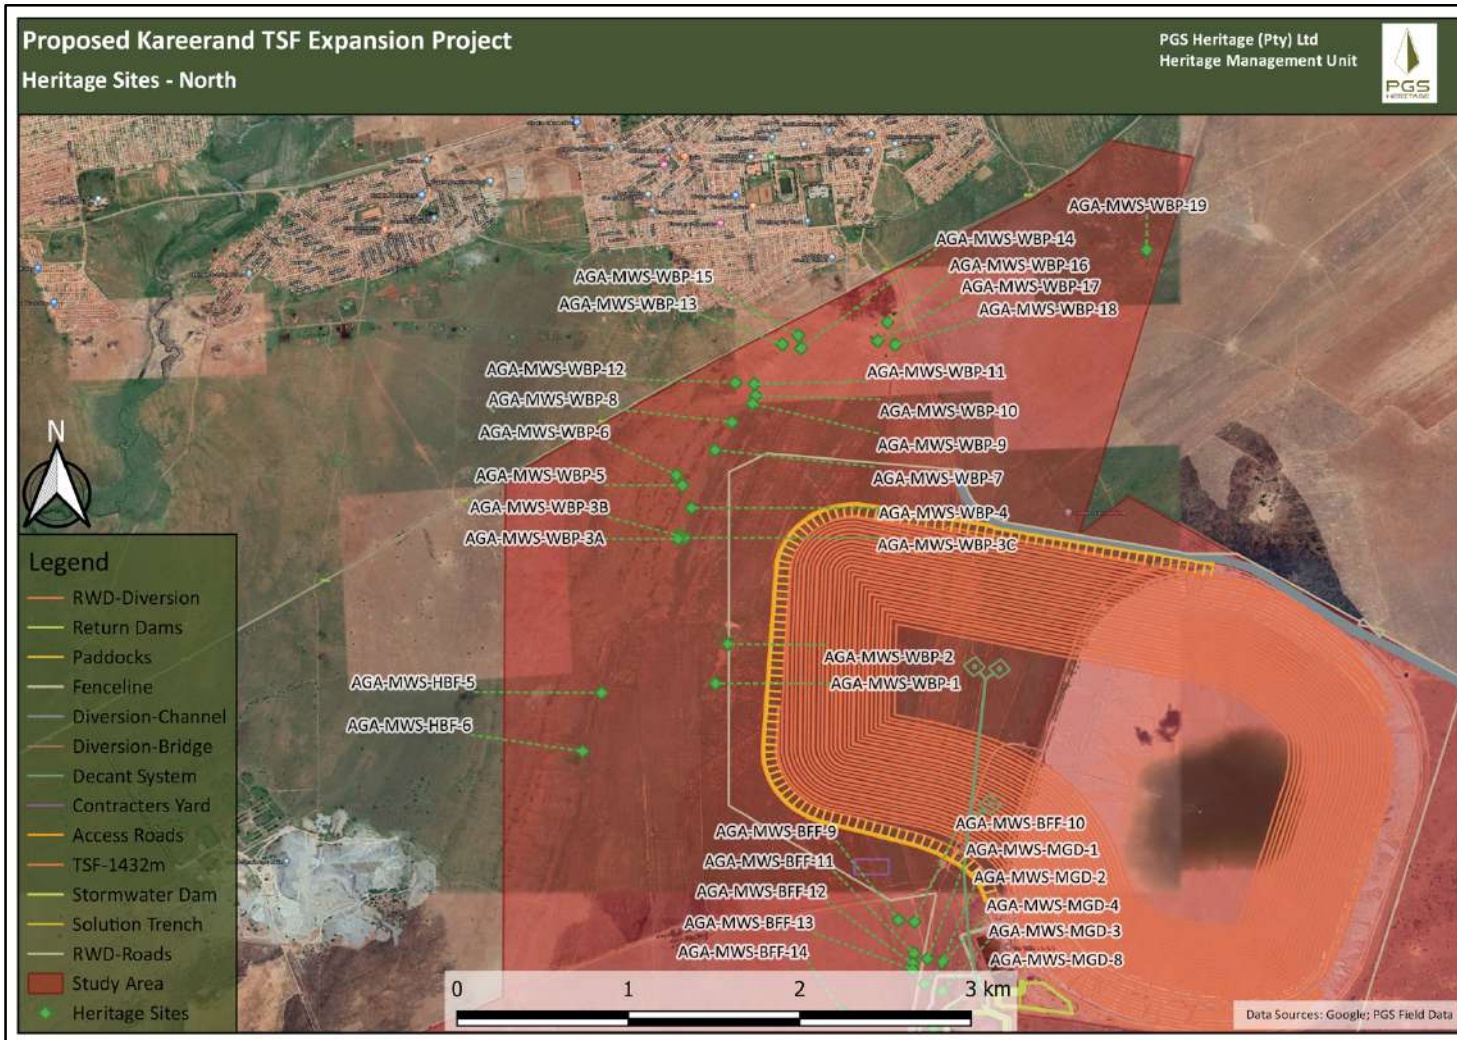 Proposed Kareerand TSF Expansion Project
Heritage Sites - North
PGS Heritage (Pty) Ltd
Heritage Management Unit
PGS
HERITAGE
AGA-MWS-WBP-19
AGA-MWS-WBP-14
AGA-MWS-WBP-16
AGA-MWS-WBP-15
AGA-MWS-WBP-17
AGA-MWS-WBP-13
AGA-MWS-WBP-18
AGA-MWS-WBP-12
AGA-MWS-WBP-11
AGA-MWS-WBP-8
AGA-MWS-WBP-10
AGA-MWS-WBP-6
AGA-MWS-WBP-9
AGA-MWS-WBP-5
AGA-MWS-WBP-7
AGA-MWS-WBP-3B
AGA-MWS-WBP-4
AGA-MWS-WBP-3A
AGA-MWS-WBP-3C
AGA-MWS-WBP-2
AGA-MWS-HBF-5
AGA-MWS-WBP-1
AGA-MWS-HBF-6
AGA-MWS-BFF-9
AGA-MWS-BFF-10
AGA-MWS-MGD-1
AGA-MWS-BFF-11
AGA-MWS-MGD-2
AGA-MWS-BFF-12
AGA-MWS-MGD-4
AGA-MWS-BFF-13
AGA-MWS-MGD-3
AGA-MWS-BFF-14
AGA-MWS-MGD-8
N
Legend
RWD-Diversion
Return Dams
Paddocks
Fenceline
Diversion-Channel
Diversion-Bridge
Decant System
Contracters Yard
Access Roads
TSF-1432m
Stormwater Dam
Solution Trench
RWD-Roads
Study Area
Heritage Sites
0 1 2 3 km
Data Sources: Google; PGS Field Data